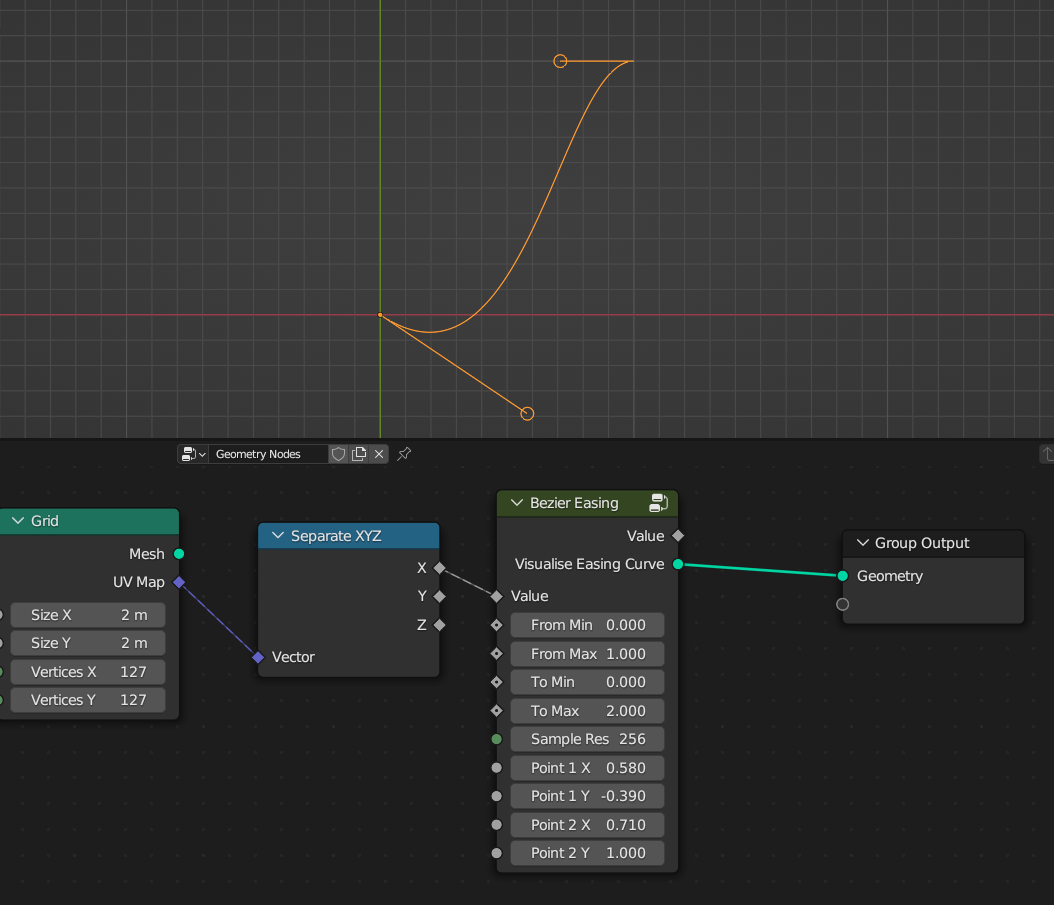 Geometry Nodes
Grid
Mesh
UV Map
Size X 2 m
Size Y 2 m
Vertices X 127
Vertices Y 127
Separate XYZ
X
Y
Z
Vector
Bezier Easing
Value
Visualise Easing Curve
Value
From Min 0.000
From Max 1.000
To Min 0.000
To Max 2.000
Sample Res 256
Point 1 X 0.580
Point 1 Y -0.390
Point 2 X 0.710
Point 2 Y 1.000
Group Output
Geometry